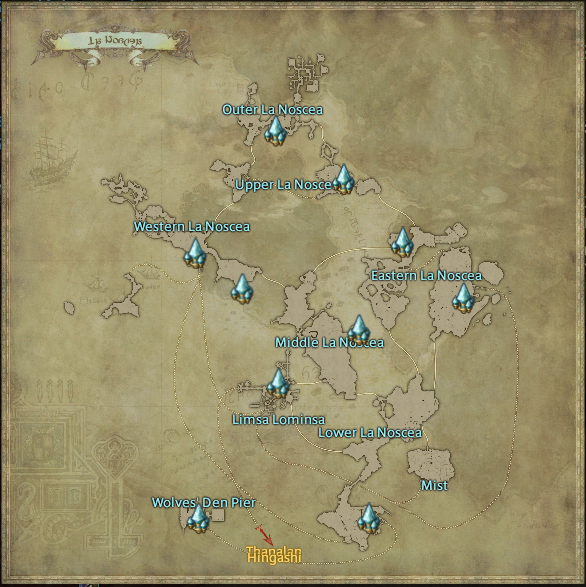 Outer La Noscea
Upper La Noscea
Western La Noscea
Eastern La Noscea
Middle La Noscea
Limsa Lominsa
Lower La Noscea
Mist
Wolves' Den Pier
Thanalan
Hingashi